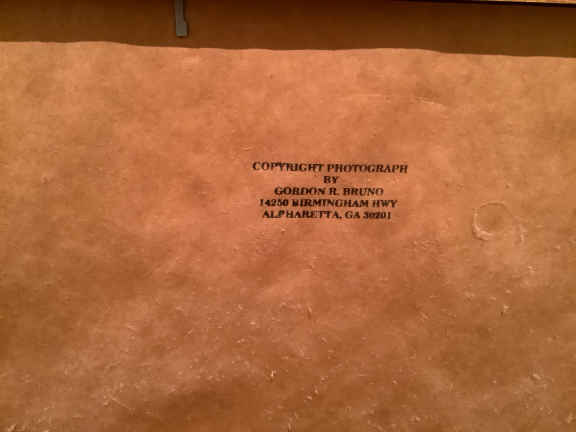 COPYRIGHT PHOTOGRAPH
BY
GORDON R. BRUNO
14250 BIRMINGHAM HWY
ALPHARETTA, GA 30201